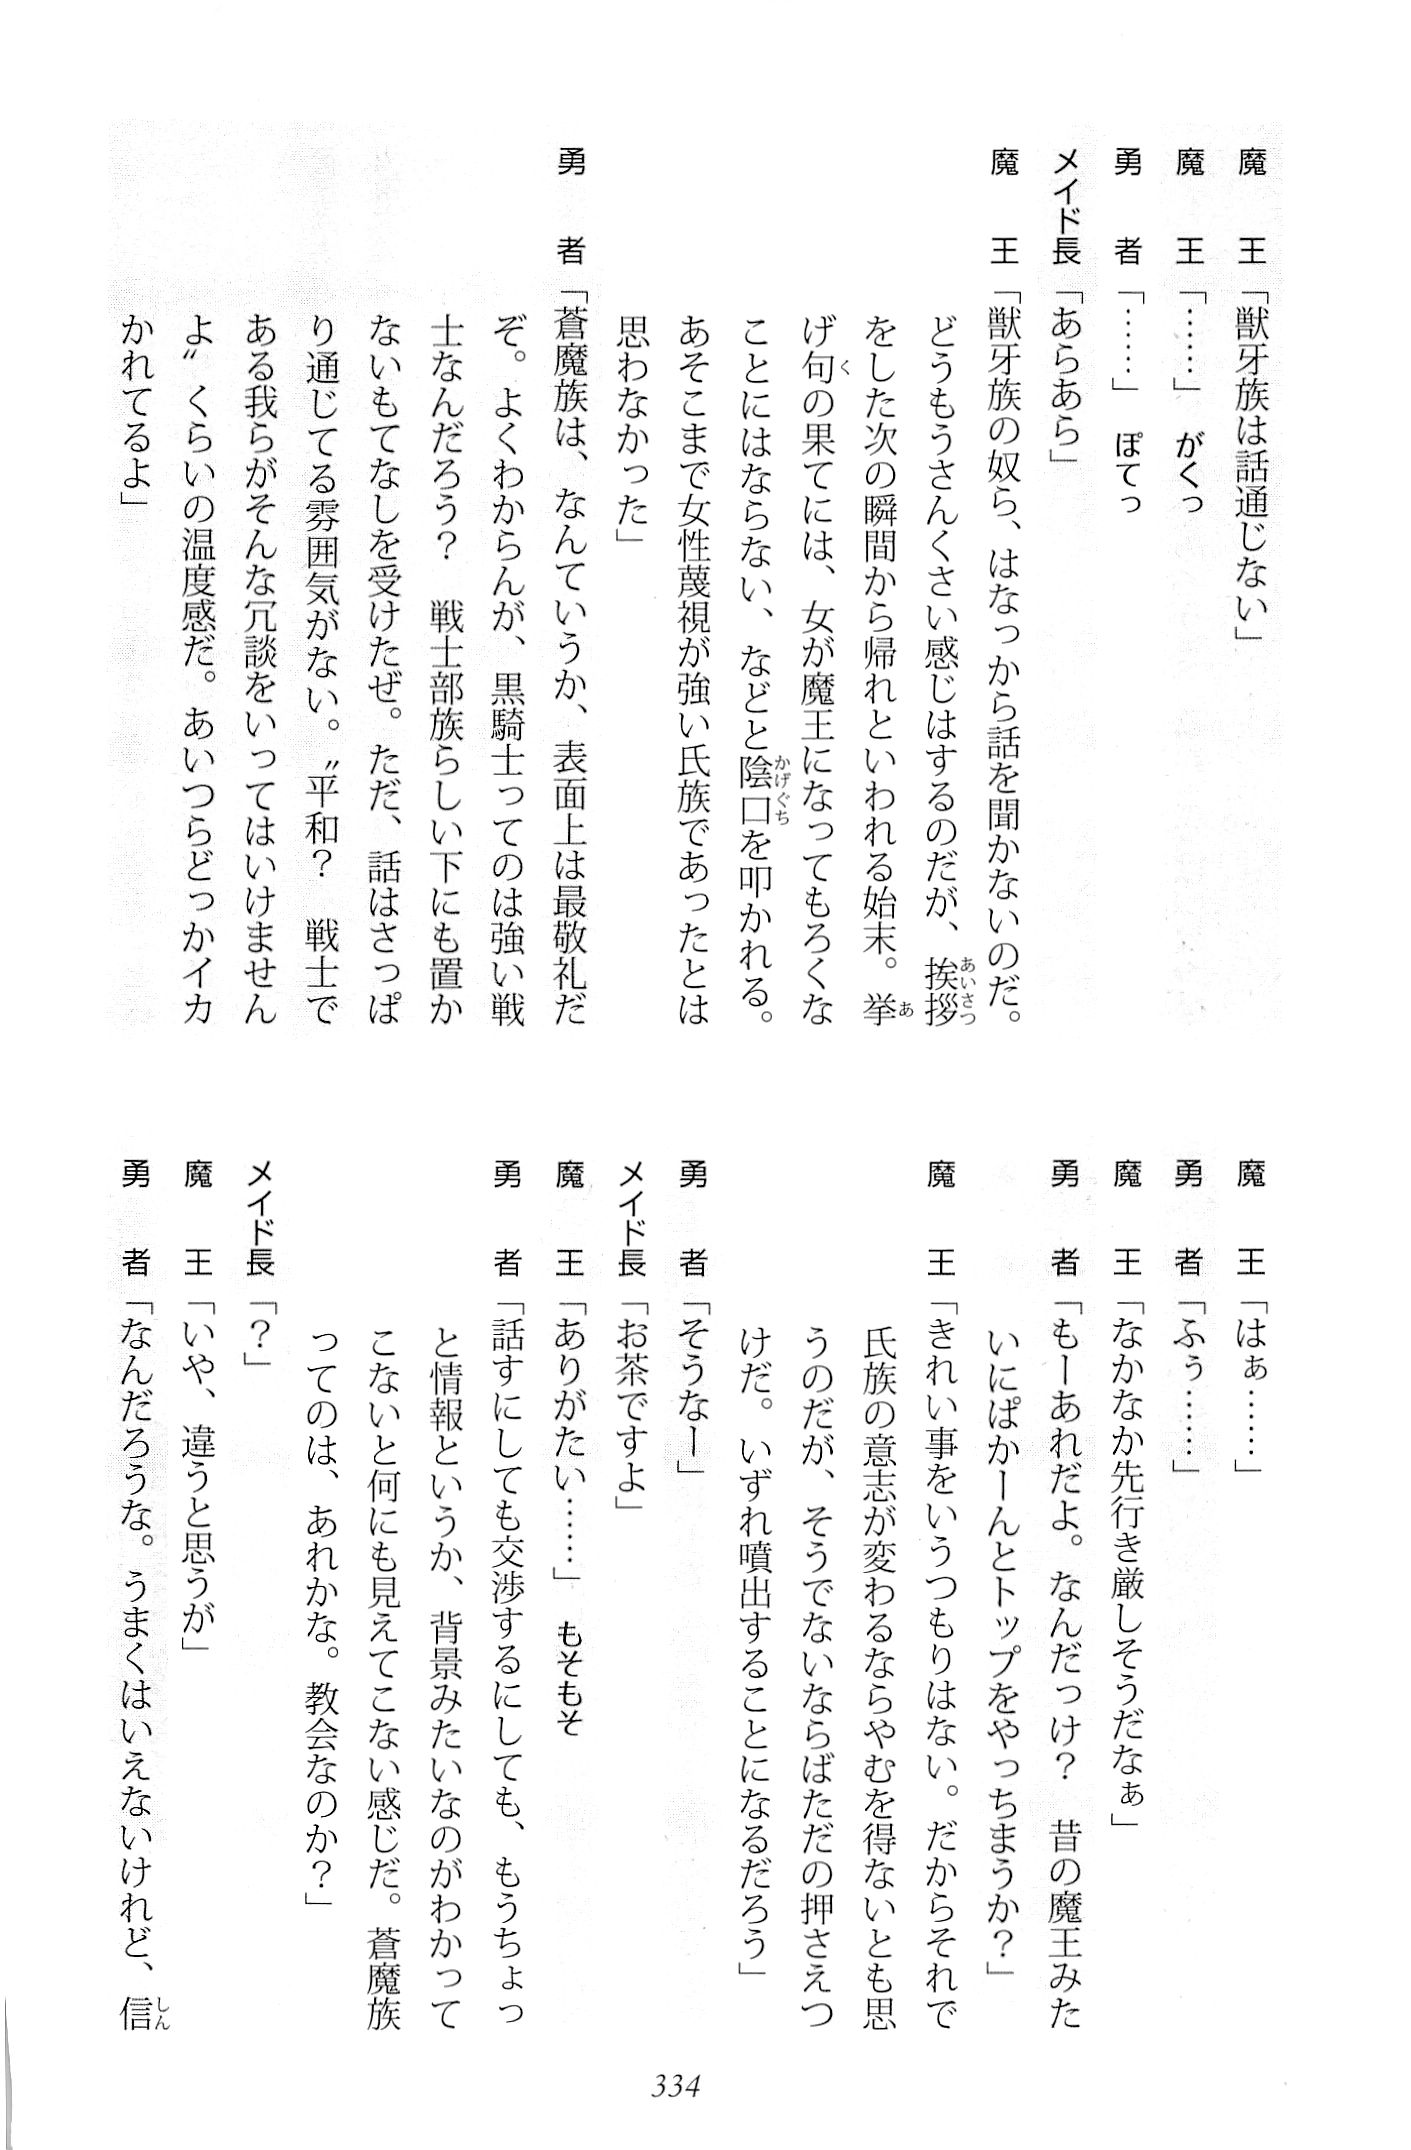 魔　王「獣牙族は話通じない」
魔　王「……」　がくっ
勇　者「……」　ぽてっ
メイド長「あらあら」
魔　王「獣牙族の奴ら、はなっから話を聞かないのだ。
どうもうさんくさい感じはするのだが、挨拶
をした次の瞬間から帰れといわれる始末。挙
げ句の果てには、女が魔王になってもろくな
ことにはならない、などと陰口を叩かれる。
あそこまで女性蔑視が強い氏族であったとは
思わなかった」
勇　者「蒼魔族は、なんていうか、表面上は最敬礼だ
ぞ。よくわからんが、黒騎士ってのは強い戦
士なんだろう？　戦士部族らしい下にも置か
ないもてなしを受けたぜ。ただ、話はさっぱ
り通じてる雰囲気がない。〝平和？　戦士で
ある我らがそんな冗談をいってはいけません
よ〟くらいの温度感だ。あいつらどっかイカ
かれてるよ」
魔　王「はぁ……」
勇　者「ふぅ……」
魔　王「なかなか先行き厳しそうだなぁ」
勇　者「もーあれだよ。なんだっけ？　昔の魔王みた
いにぱかーんとトップをやっちまうか？」
魔　王「きれい事をいうつもりはない。だからそれで
氏族の意志が変わるならやむを得ないとも思
うのだが、そうでないならばただの押さえつ
けだ。いずれ噴出することになるだろう」
勇　者「そうなー」
メイド長「お茶ですよ」
魔　王「ありがたい……」　もそもそ
勇　者「話すにしても交渉するにしても、もうちょっ
と情報というか、背景みたいなのがわかって
こないと何にも見えてこない感じだ。蒼魔族
ってのは、あれかな。教会なのか？」
メイド長「？」
魔　王「いや、違うと思うが」
勇　者「なんだろうな。うまくはいえないけれど、信
334